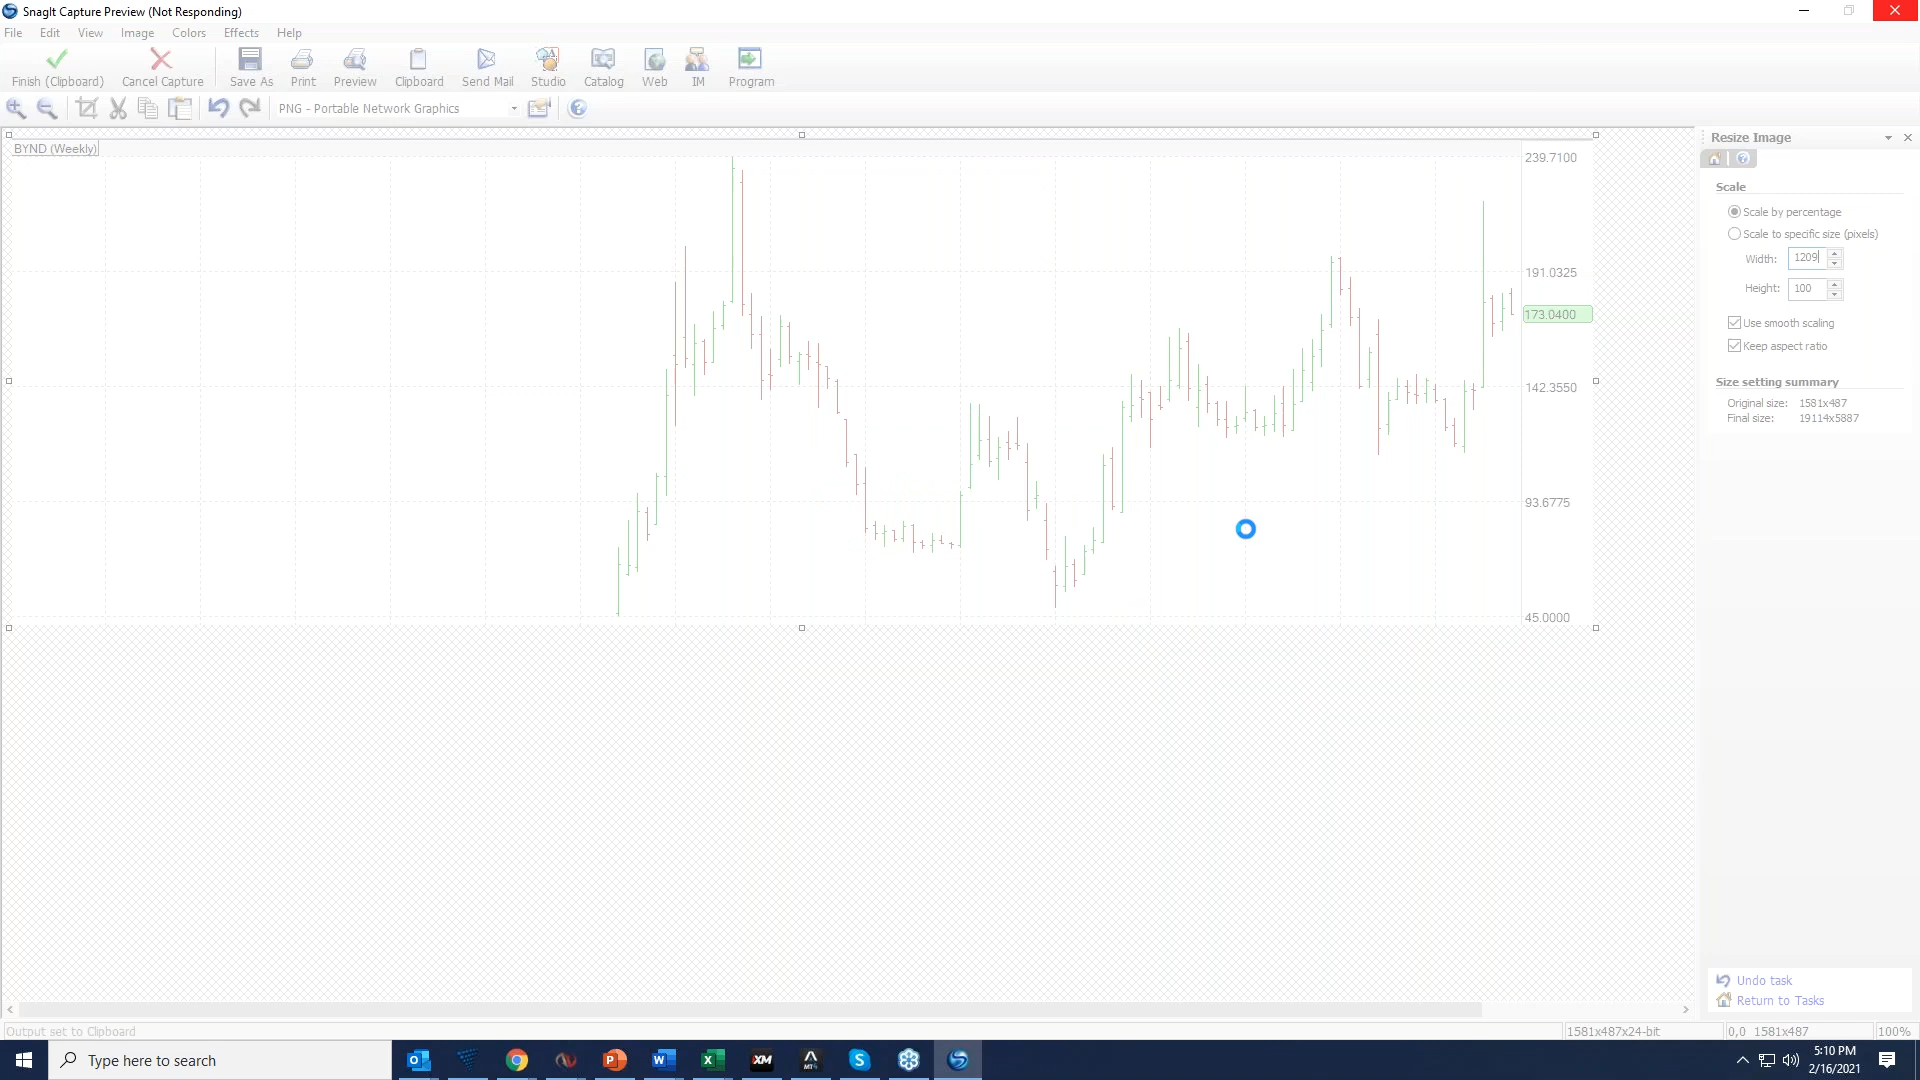 SnagIt Capture Preview (Not Responding)
File Edit View Image Colors Effects Help
Finish (Clipboard) Cancel Capture Save As Print Preview Clipboard Send Mail Studio Catalog Web IM Program
PNG - Portable Network Graphics
Resize Image
BYND (Weekly)
239.7100
191.0325
173.0400
142.3550
93.6775
45.0000
Scale
Scale by percentage
Scale to specific size (pixels)
Width: 1209
Height: 100
Use smooth scaling
Keep aspect ratio
Size setting summary
Original size: 1581x487
Final size: 19114x5887
Undo task
Return to Tasks
Output set to Clipboard
1581x487x24-bit
0,0 1581x487
100%
Type here to search
XM
MT4
5:10 PM
2/16/2021